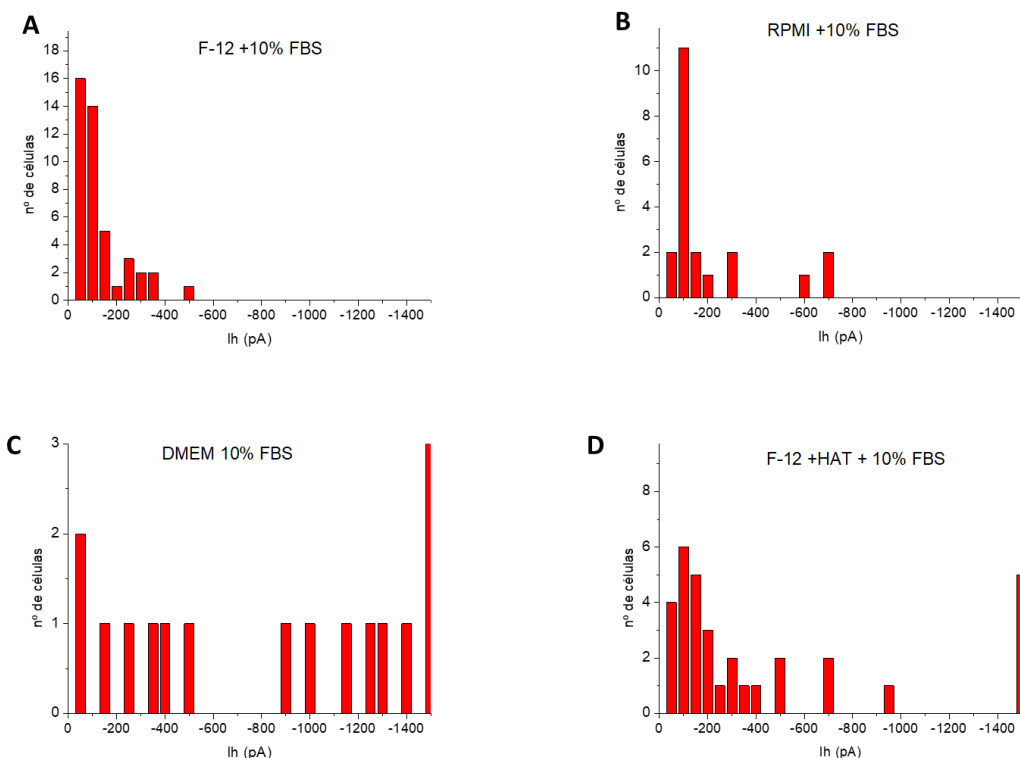 A
F-12 +10% FBS
18
16
14
12
10
8
6
4
2
0
nº de células
0 -200 -400 -600 -800 -1000 -1200 -1400
Ih (pA)
B
RPMI +10% FBS
10
8
6
4
2
0
nº de células
0 -200 -400 -600 -800 -1000 -1200 -1400
Ih (pA)
C
DMEM 10% FBS
3
2
1
0
nº de células
0 -200 -400 -600 -800 -1000 -1200 -1400
Ih (pA)
D
F-12 +HAT + 10% FBS
8
6
4
2
0
nº de células
0 -200 -400 -600 -800 -1000 -1200 -1400
Ih (pA)